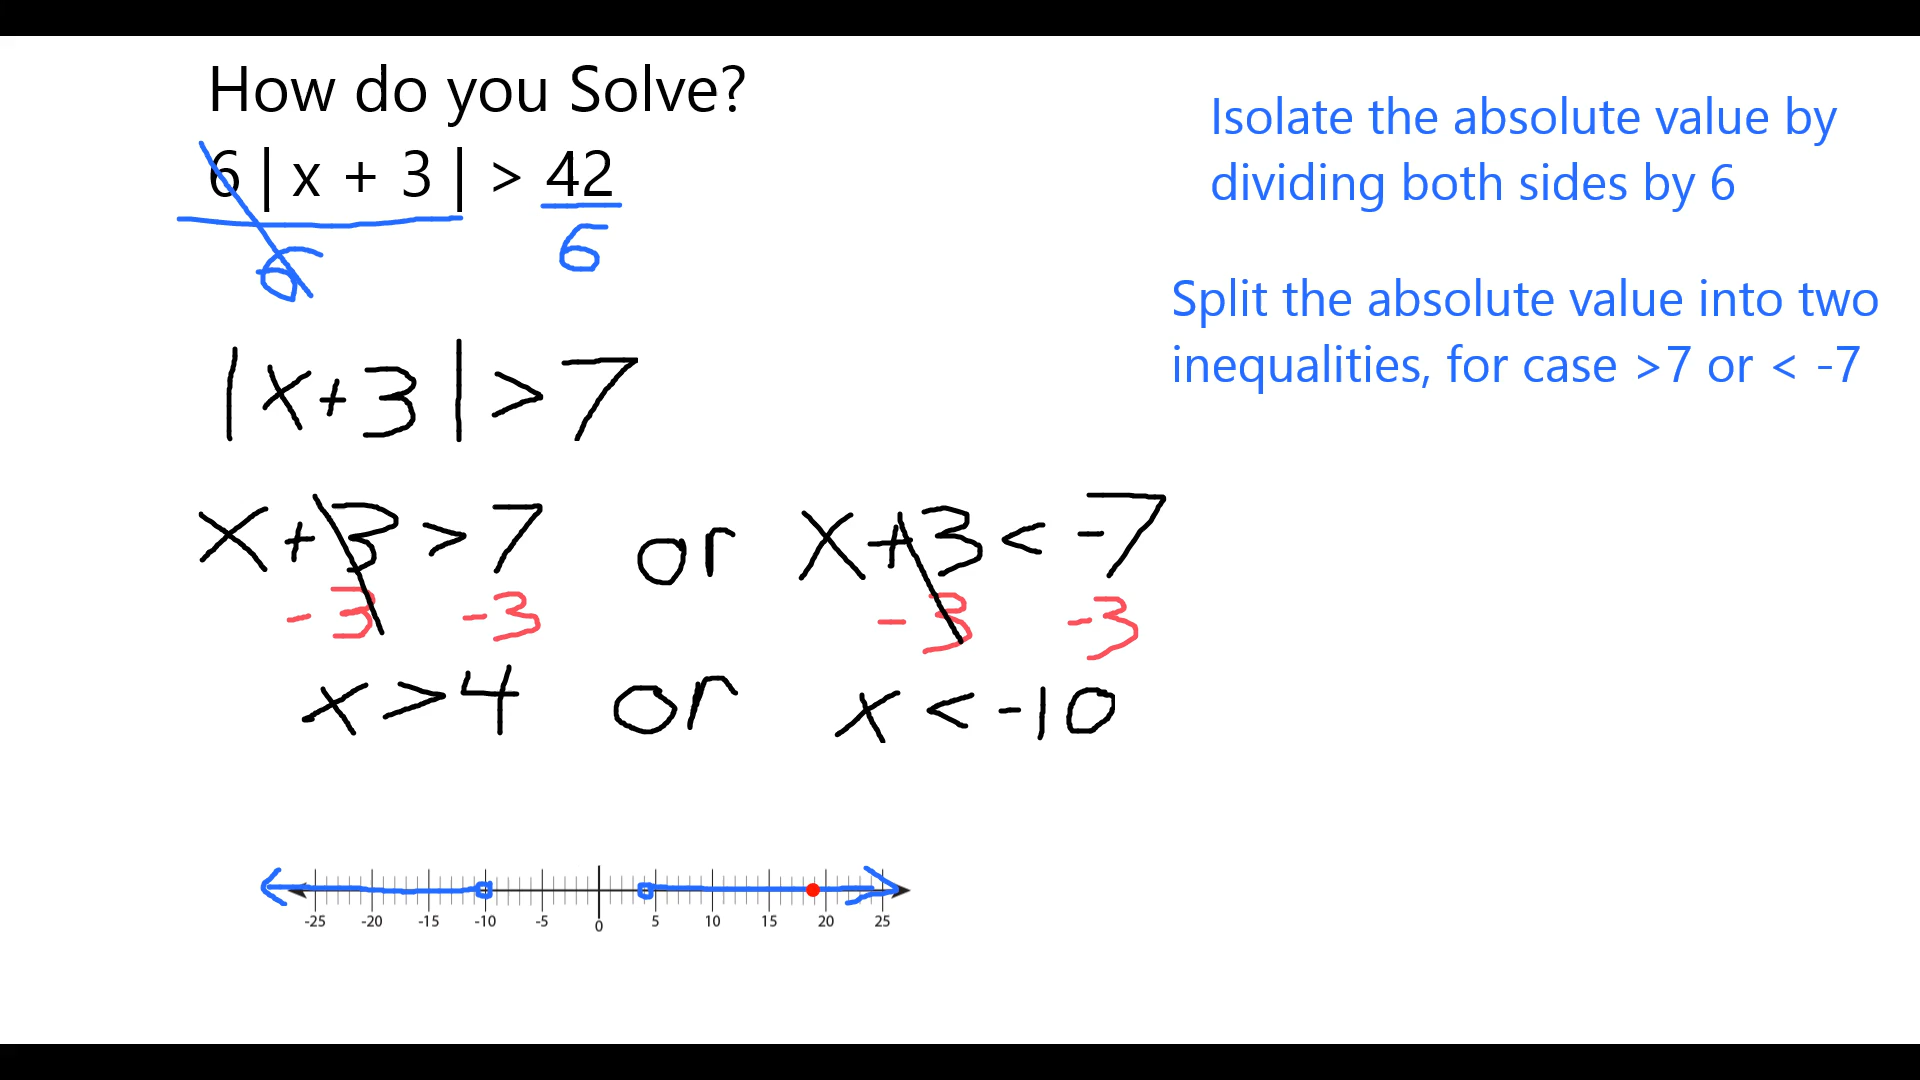 How do you Solve?
6 | x + 3 | > 42
6 6
Isolate the absolute value by
dividing both sides by 6
Split the absolute value into two
inequalities, for case >7 or < -7
|x+3|>7
x+3>7 or x+3<-7
-3 -3 -3 -3
x>4 or x<-10
-25 -20 -15 -10 -5 0 5 10 15 20 25